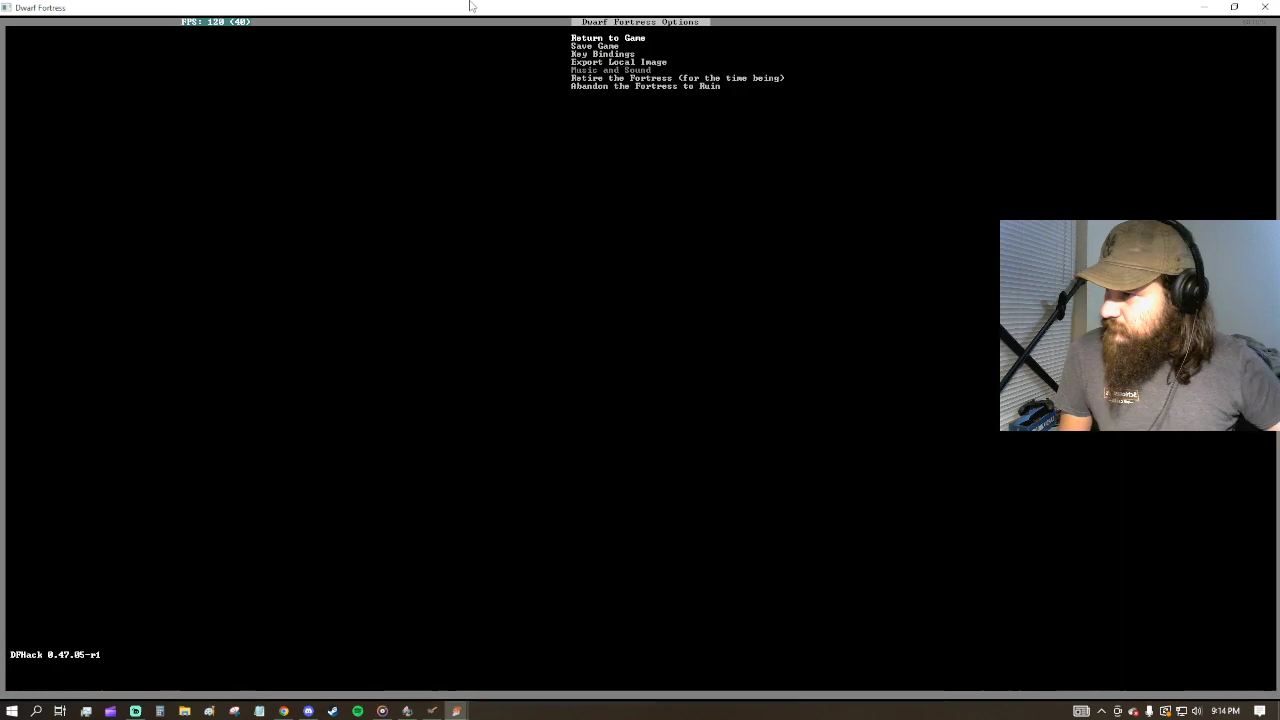 Dwarf Fortress
FPS: 120 (40)
Dwarf Fortress Options
Return to Game
Save Game
Key Bindings
Export Local Image
Music and Sound
Retire the Fortress (for the time being)
Abandon the Fortress to Ruin
DFHack 0.47.05-r1
9:14 PM